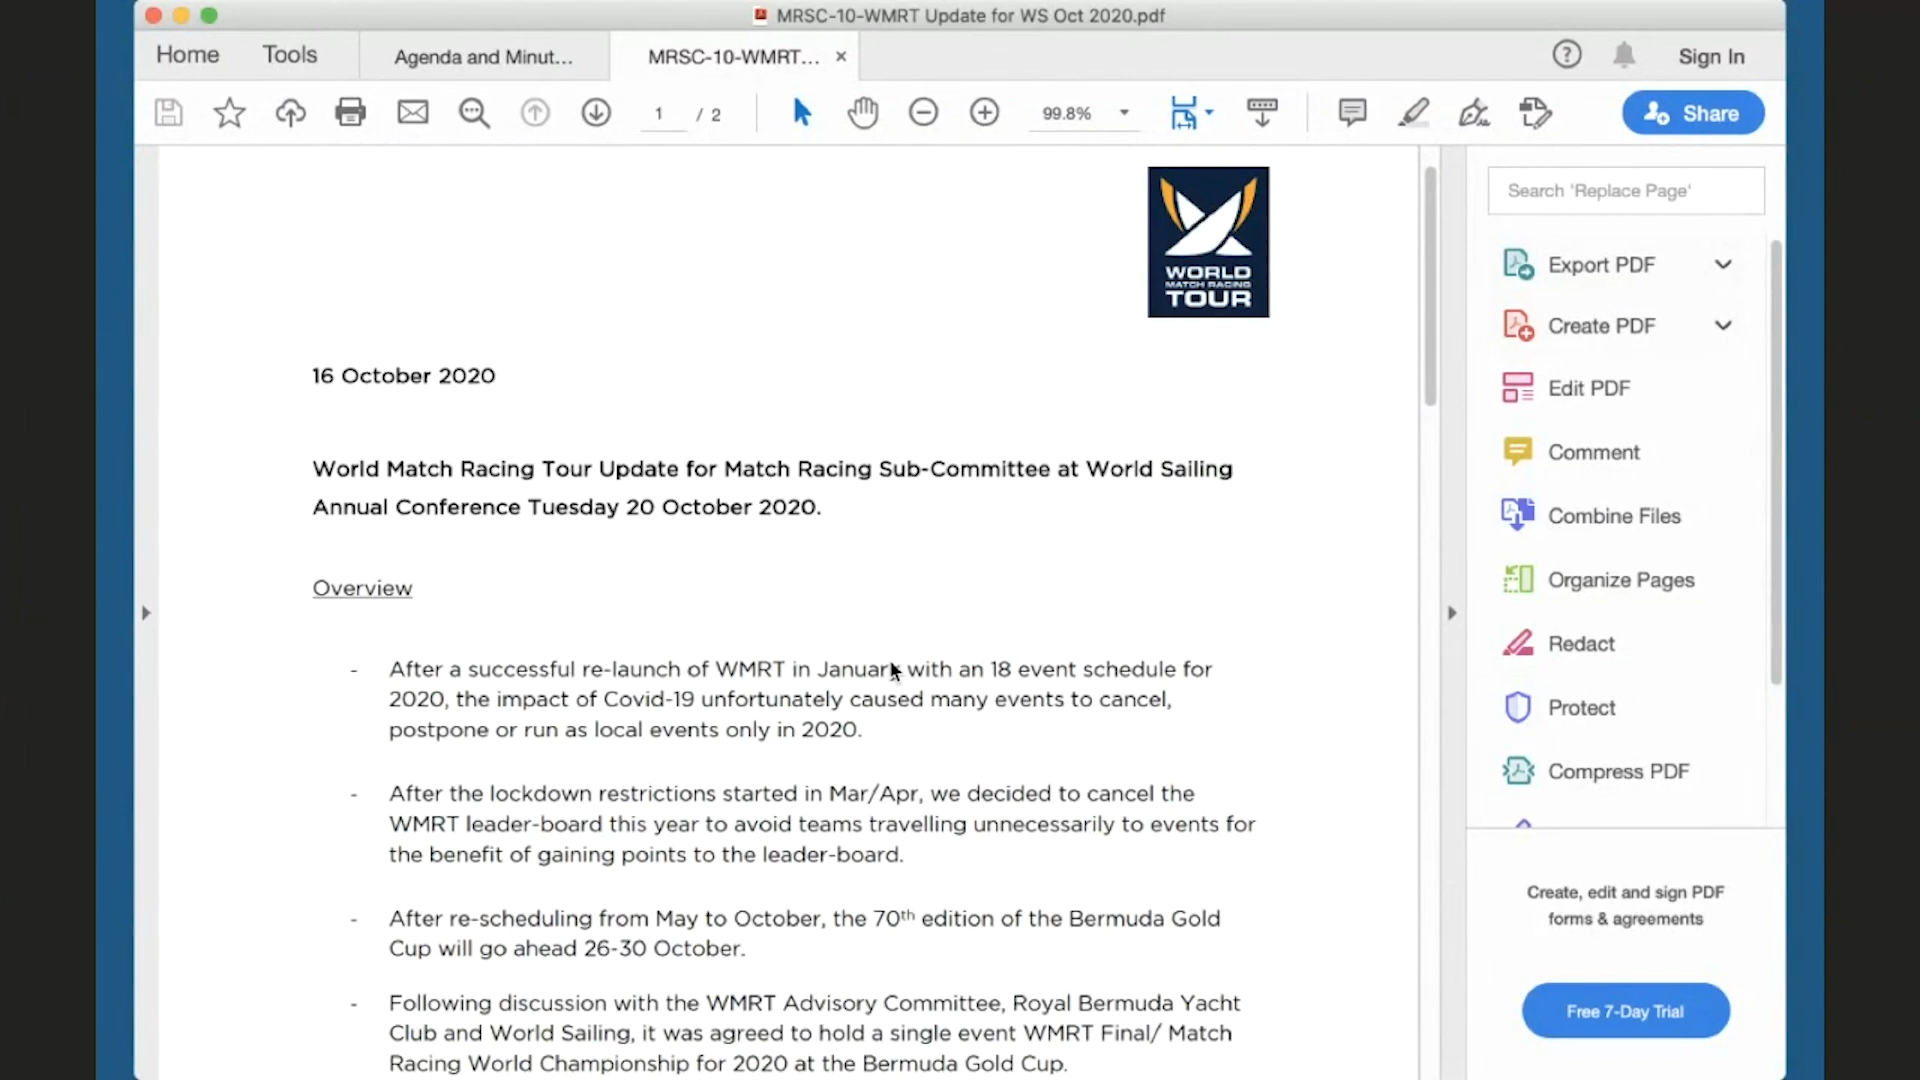 MRSC-10-WMRT Update for WS Oct 2020.pdf
Home Tools Agenda and Minut... MRSC-10-WMRT... × ? Sign In
1 / 2 99.8% Share
WORLD
MATCH RACING
TOUR
Search 'Replace Page'
Export PDF
Create PDF
Edit PDF
Comment
Combine Files
Organize Pages
Redact
Protect
Compress PDF
Create, edit and sign PDF
forms & agreements
Free 7-Day Trial
16 October 2020
World Match Racing Tour Update for Match Racing Sub-Committee at World Sailing
Annual Conference Tuesday 20 October 2020.
Overview
- After a successful re-launch of WMRT in January with an 18 event schedule for
2020, the impact of Covid-19 unfortunately caused many events to cancel,
postpone or run as local events only in 2020.
- After the lockdown restrictions started in Mar/Apr, we decided to cancel the
WMRT leader-board this year to avoid teams travelling unnecessarily to events for
the benefit of gaining points to the leader-board.
- After re-scheduling from May to October, the 70th edition of the Bermuda Gold
Cup will go ahead 26-30 October.
- Following discussion with the WMRT Advisory Committee, Royal Bermuda Yacht
Club and World Sailing, it was agreed to hold a single event WMRT Final/ Match
Racing World Championship for 2020 at the Bermuda Gold Cup.